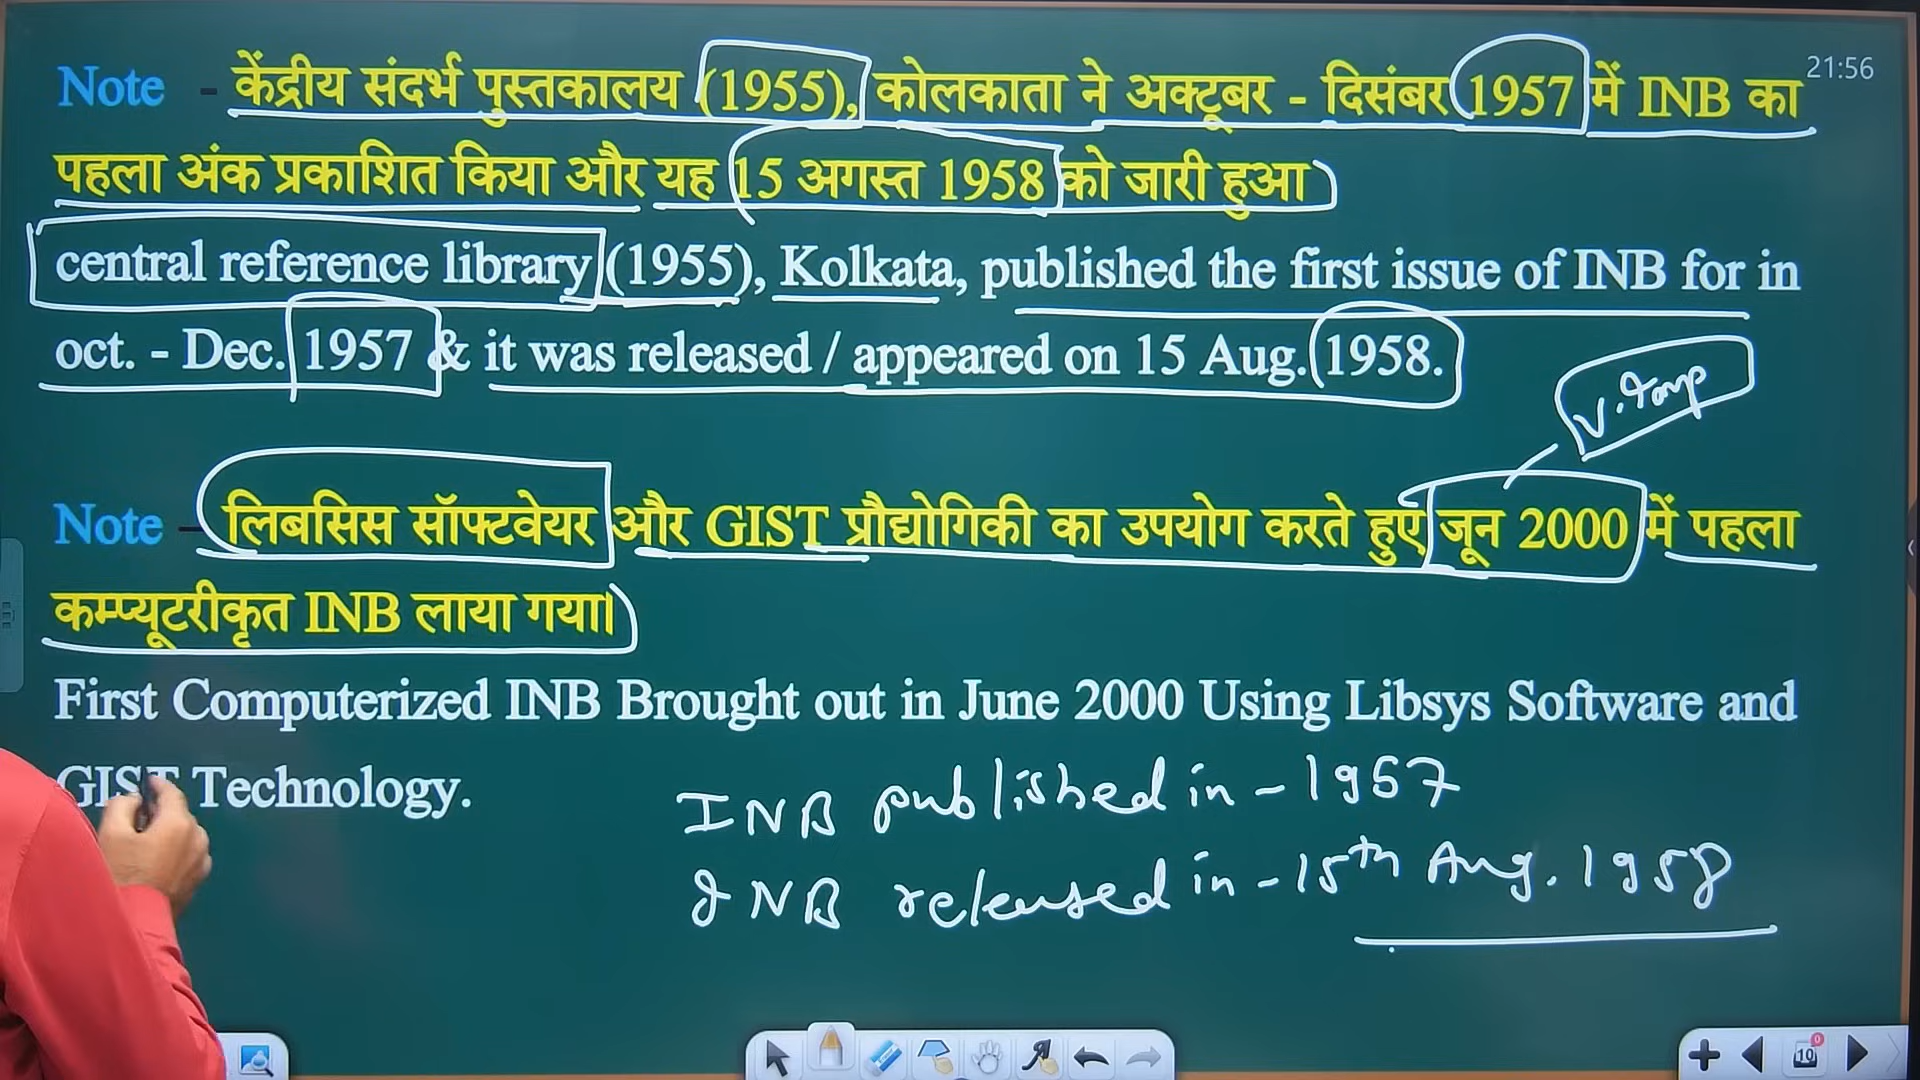 Note - केंद्रीय संदर्भ पुस्तकालय (1955), कोलकाता ने अक्टूबर - दिसंबर 1957 में INB का
21:56
पहला अंक प्रकाशित किया और यह 15 अगस्त 1958 को जारी हुआ
central reference library (1955), Kolkata, published the first issue of INB for in
oct. - Dec. 1957 & it was released / appeared on 15 Aug. 1958.
V. Imp
Note - लिबसिस सॉफ्टवेयर और GIST प्रौद्योगिकी का उपयोग करते हुए जून 2000 में पहला
कम्प्यूटरीकृत INB लाया गया।
First Computerized INB Brought out in June 2000 Using Libsys Software and
GIST Technology.
INB published in - 1957
INB released in - 15th Aug. 1958
10
0